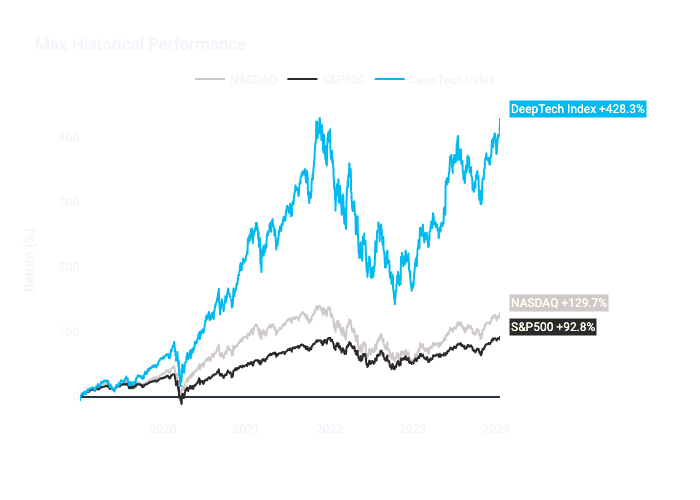 Max Historical Performance
NASDAQ S&P500 DeepTech Index
DeepTech Index +428.3%
400
300
Return (%)
200
NASDAQ +129.7%
S&P500 +92.8%
100
0
2020 2021 2022 2023 2024